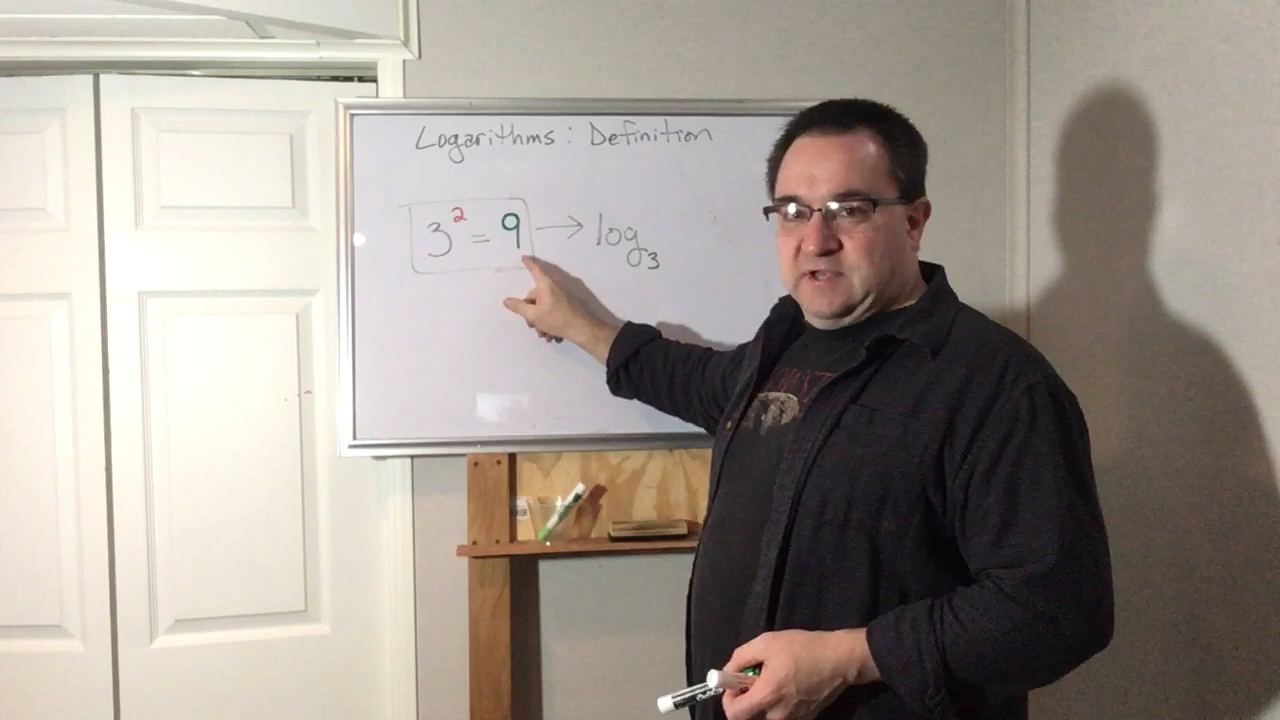 Logarithms: Definition
3² = 9 → log₃